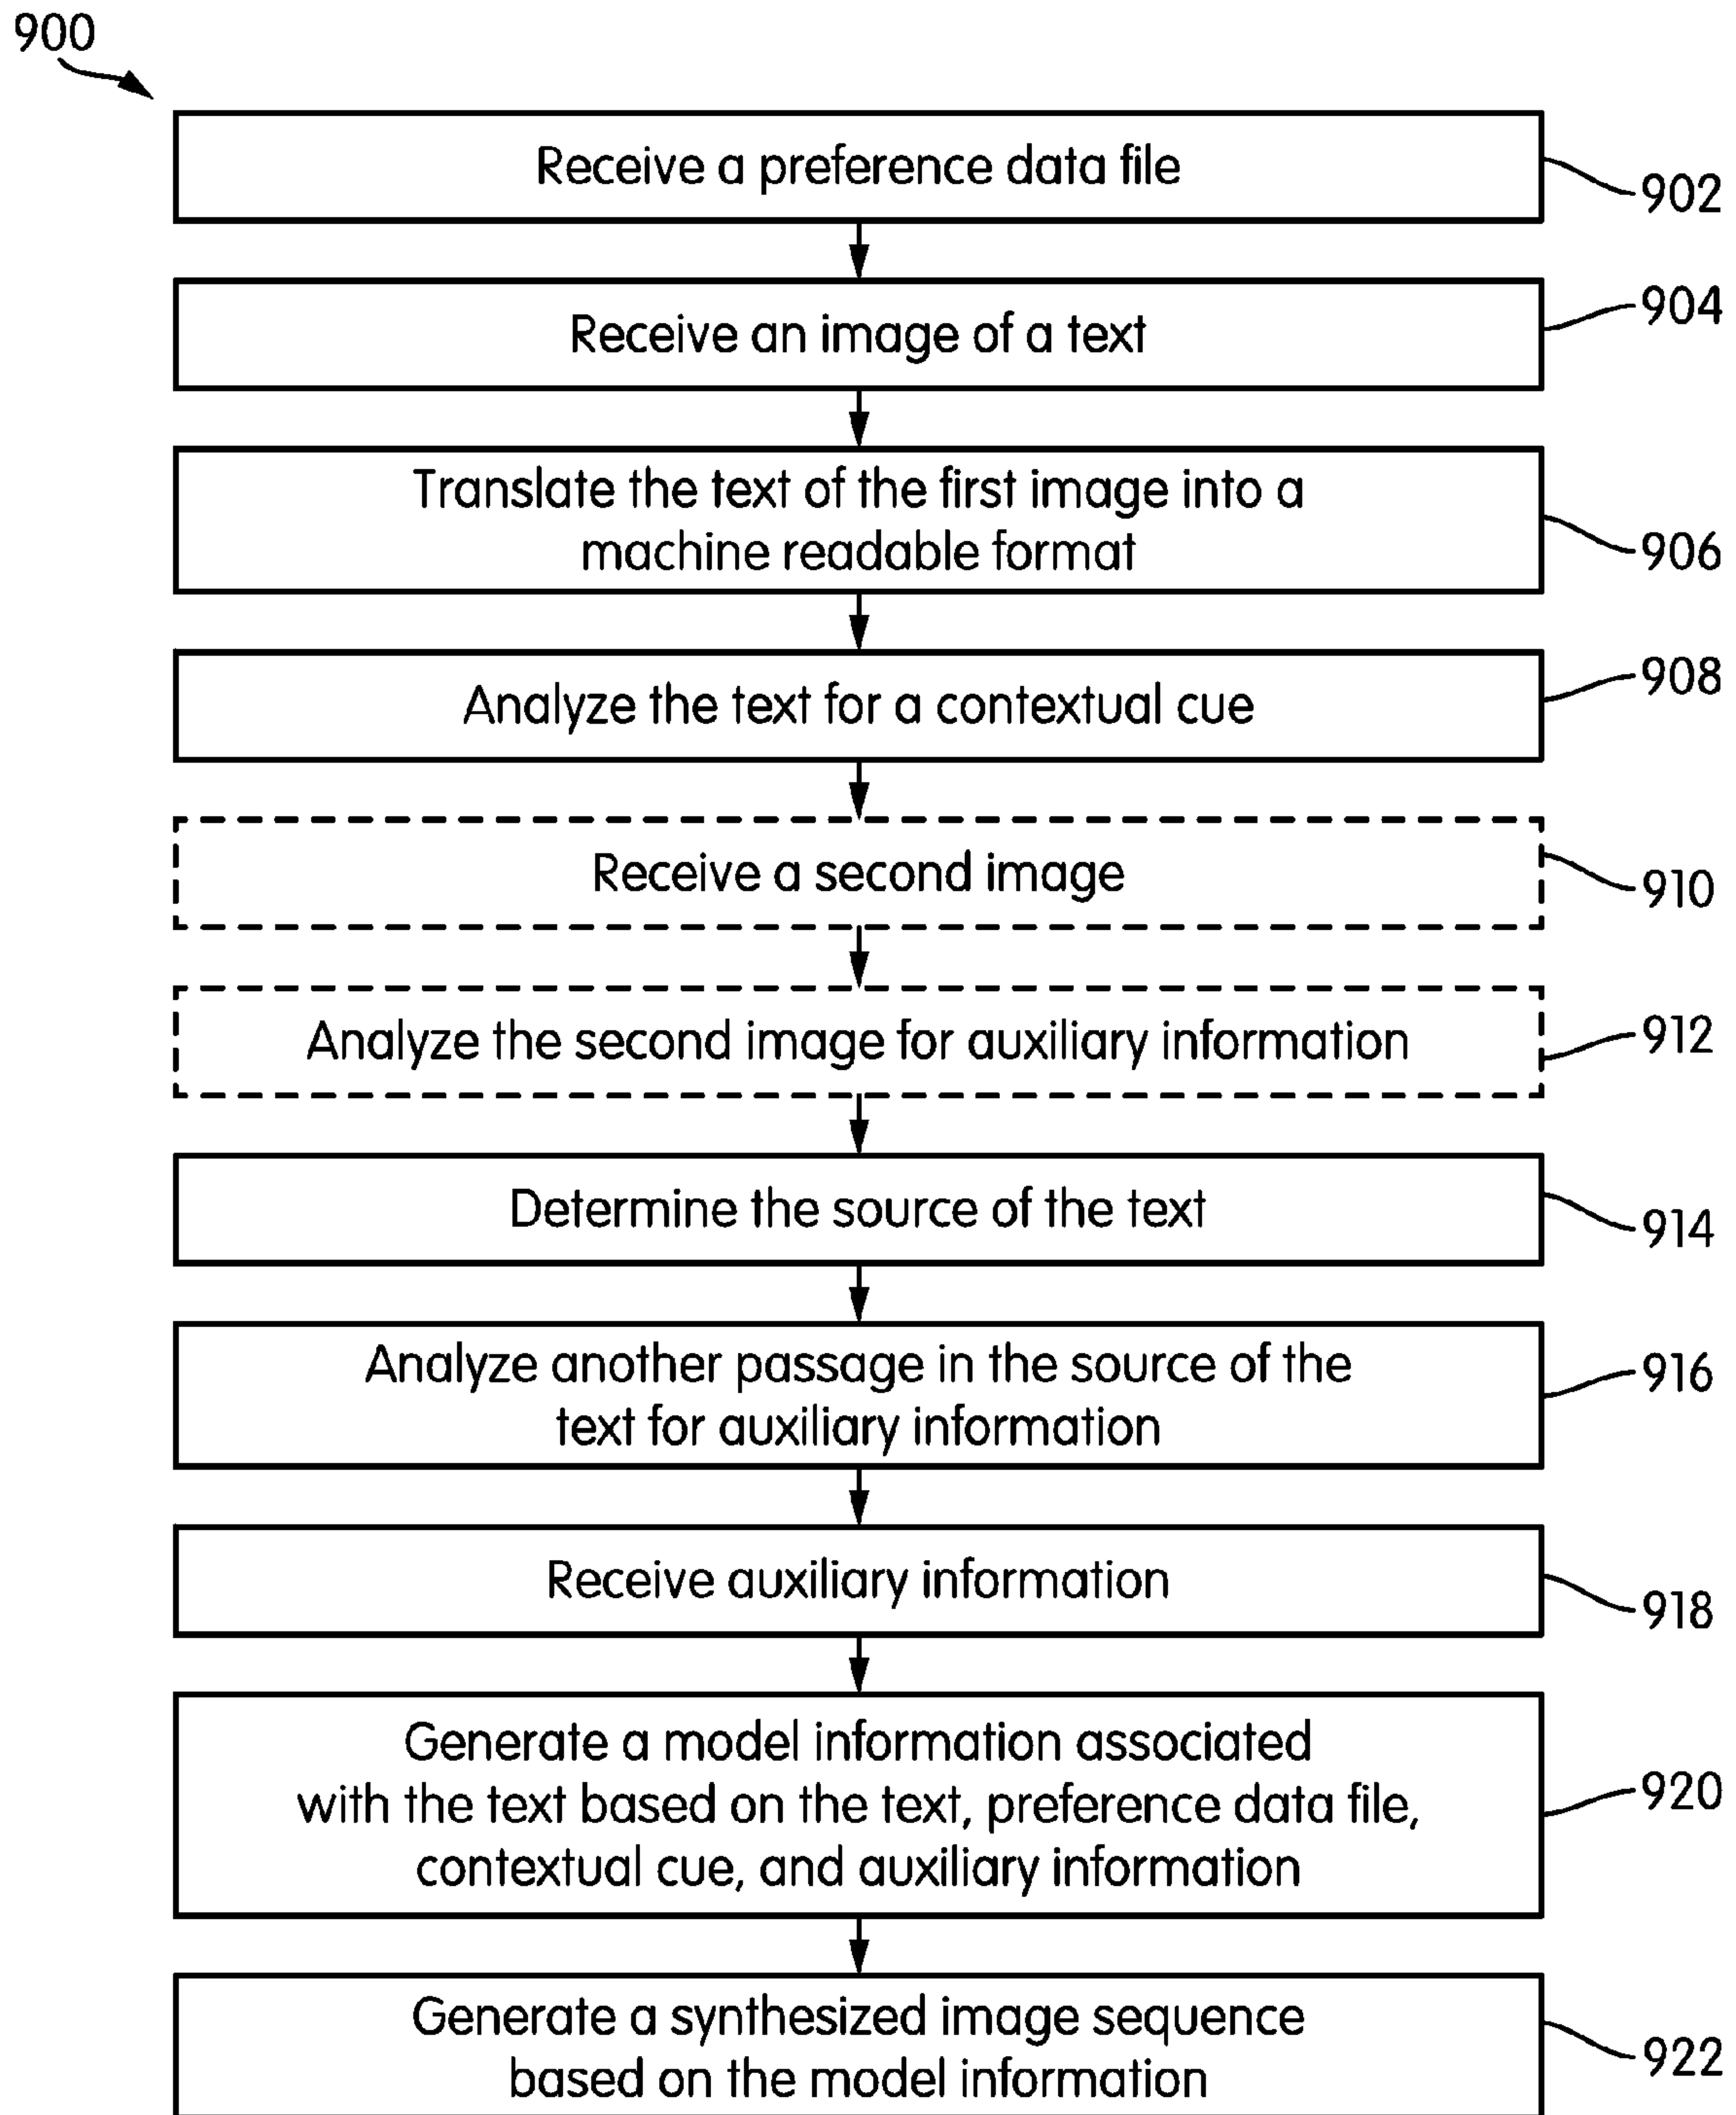 900
Receive a preference data file
902
Receive an image of a text
904
Translate the text of the first image into a
machine readable format
906
Analyze the text for a contextual cue
908
Receive a second image
910
Analyze the second image for auxiliary information
912
Determine the source of the text
914
Analyze another passage in the source of the
text for auxiliary information
916
Receive auxiliary information
918
Generate a model information associated
with the text based on the text, preference data file,
contextual cue, and auxiliary information
920
Generate a synthesized image sequence
based on the model information
922